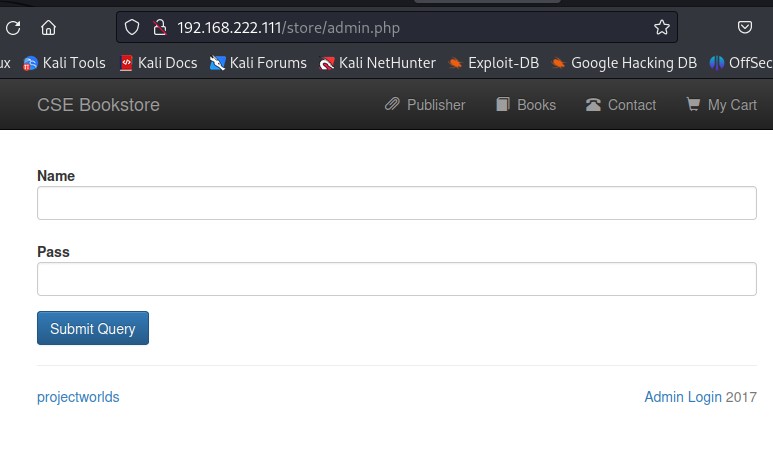 192.168.222.111/store/admin.php
ux Kali Tools Kali Docs Kali Forums Kali NetHunter Exploit-DB Google Hacking DB OffSec
CSE Bookstore Publisher Books Contact My Cart
Name
Pass
Submit Query
projectworlds Admin Login 2017